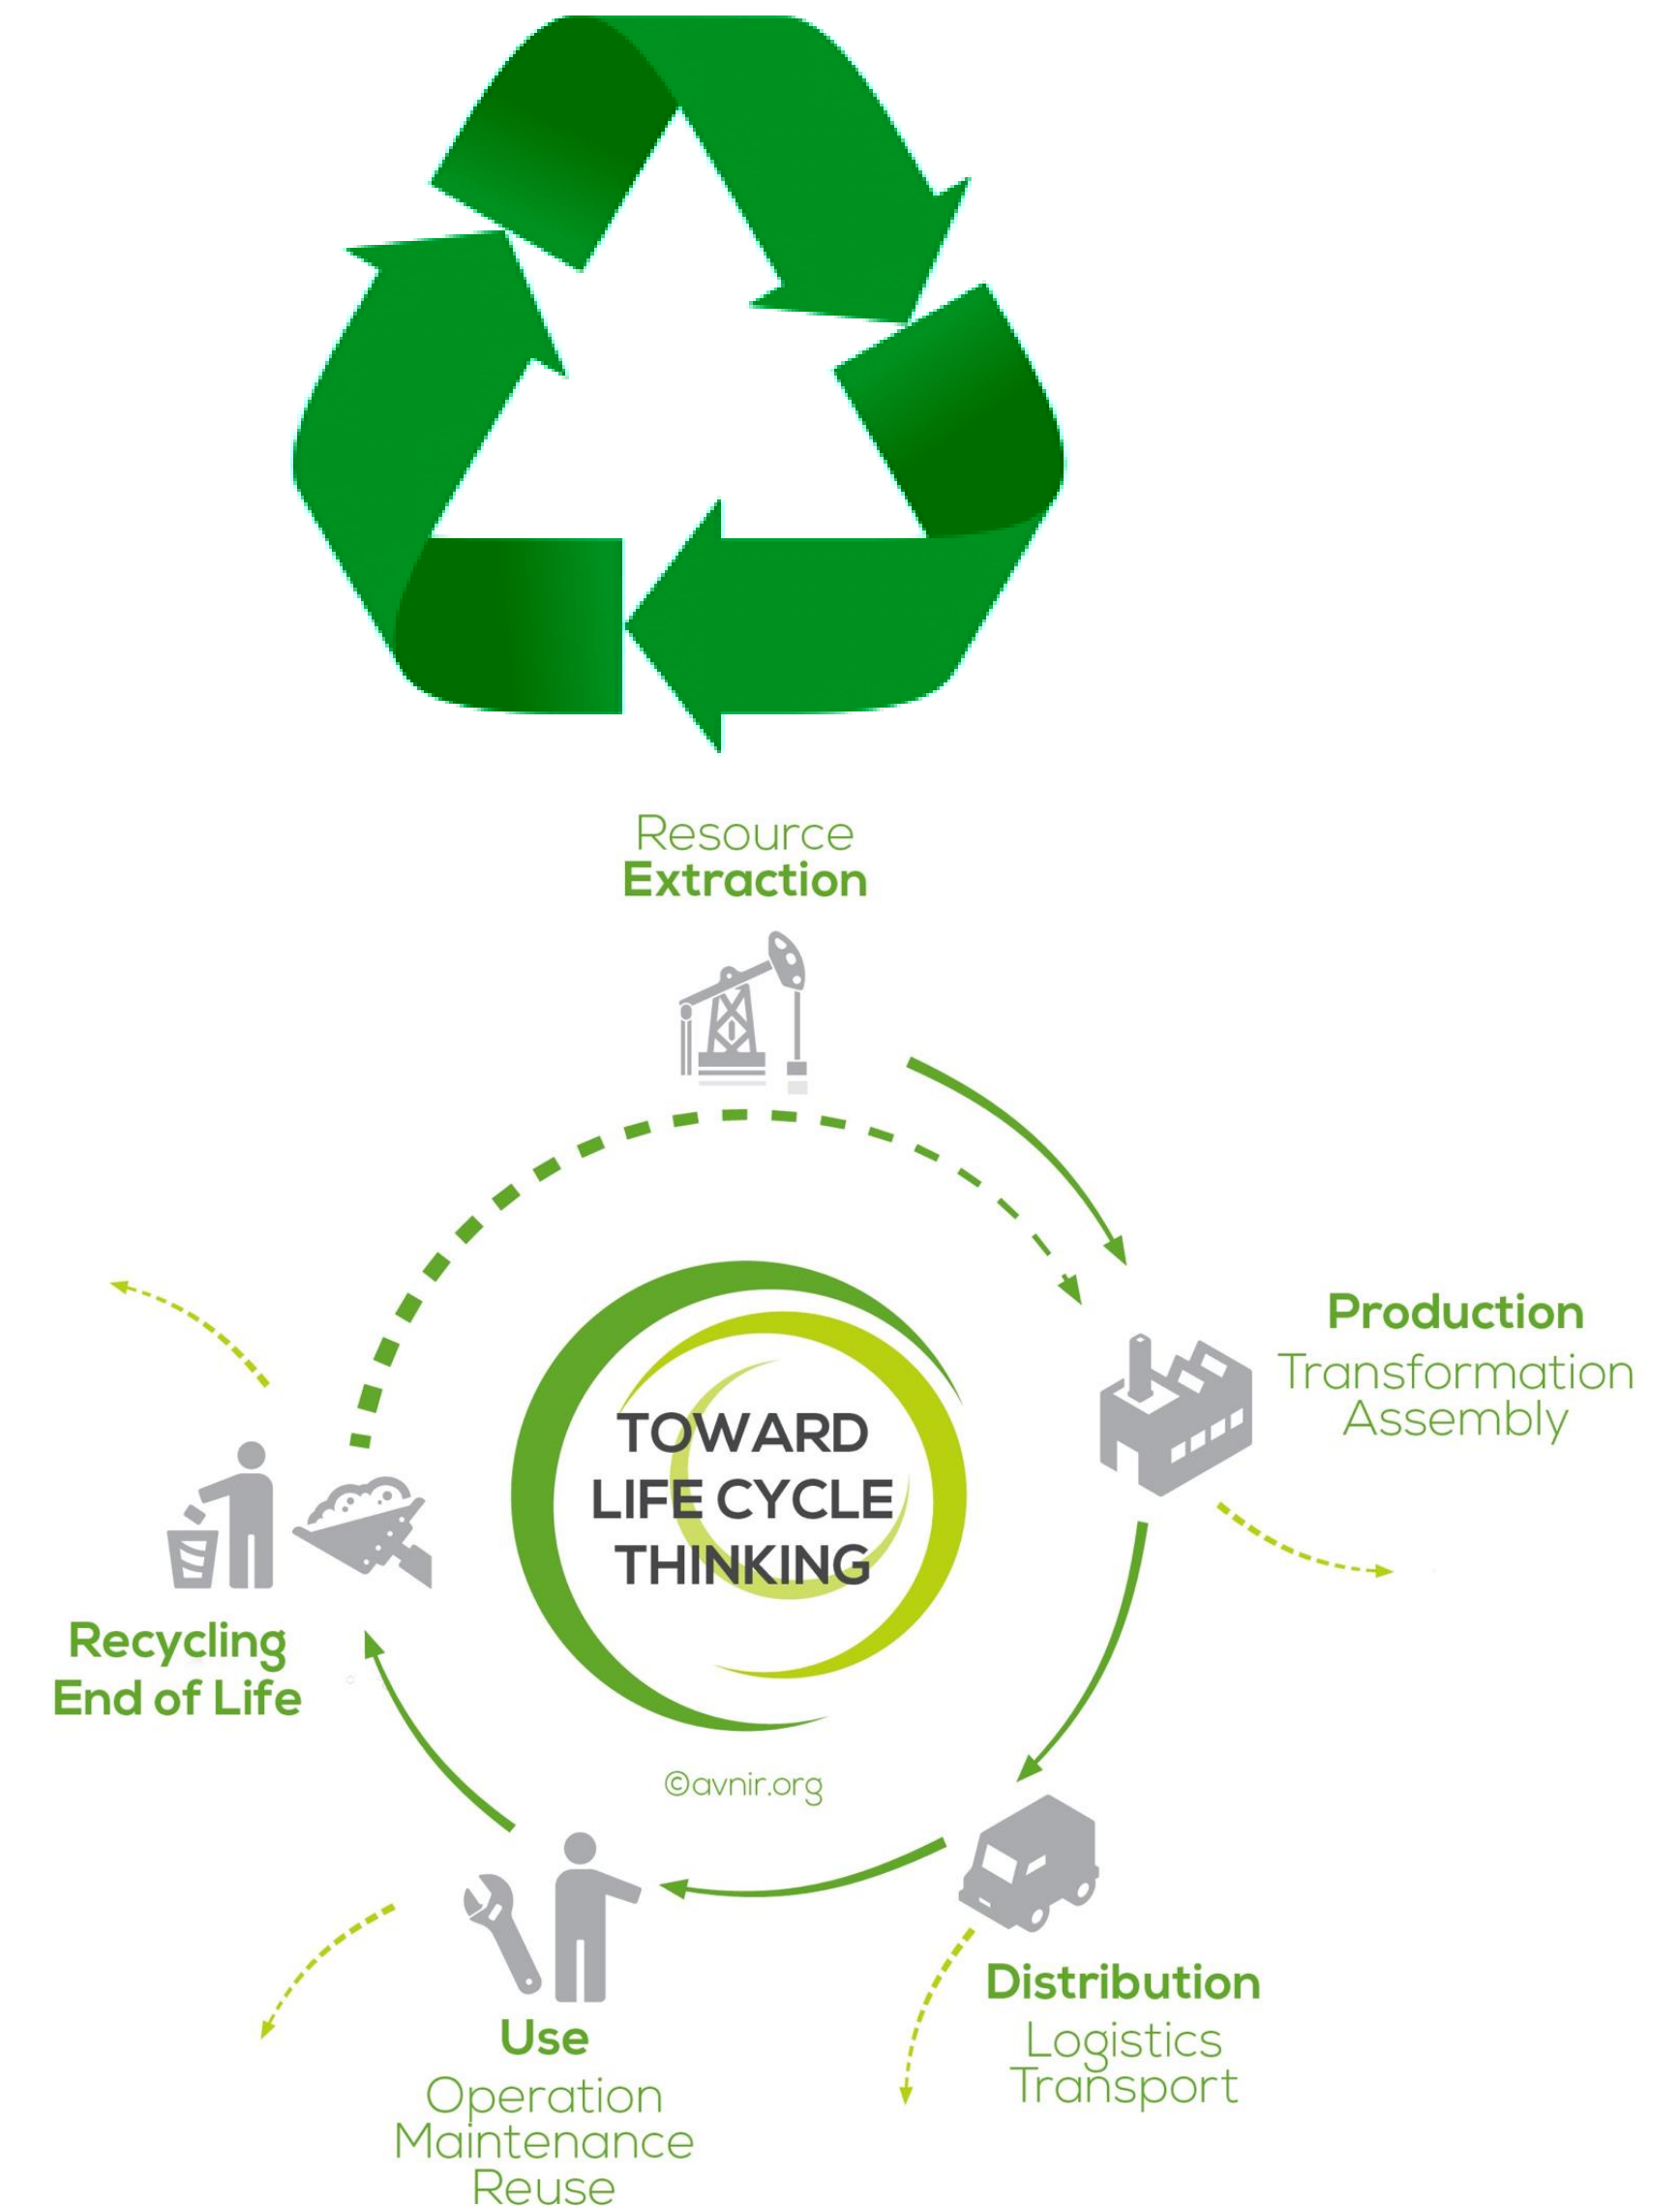 Resource
Extraction
Production
Transformation
Assembly
TOWARD
LIFE CYCLE
THINKING
Recycling
End of Life
©avnir.org
Distribution
Logistics
Transport
Use
Operation
Maintenance
Reuse